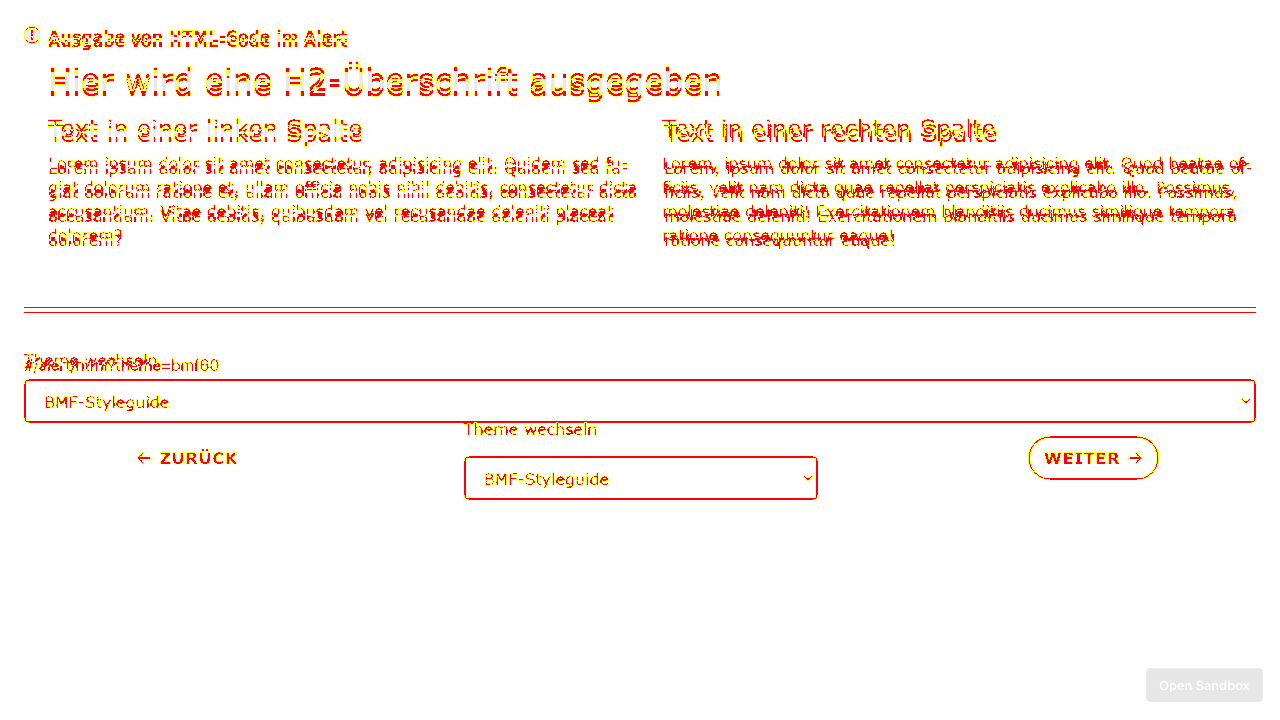 Ausgabe von HTML-Code im Alert
Hier wird eine H2-Überschrift ausgegeben
Text in einer linken Spalte
Lorem ipsum dolor sit amet consectetur, adipisicing elit. Quidem sed fu-
giat dolorum ratione et, ullam officia nobis nihil debitis, consectetur dicta
accusantium. Vitae debitis, quibusdam vel recusandae deleniti placeat
dolorem?
Text in einer rechten Spalte
Lorem, ipsum dolor sit amet consectetur adipisicing elit. Quod beatae of-
ficiis, velit nam dicta quae repellat perspiciatis explicabo illo. Possimus,
molestiae deleniti! Exercitationem blanditiis ducimus similique tempora
ratione consequuntur eaque!
Theme wechseln
theme=bmf60
BMF-Styleguide
← ZURÜCK
Theme wechseln
BMF-Styleguide
WEITER →
Open Sandbox